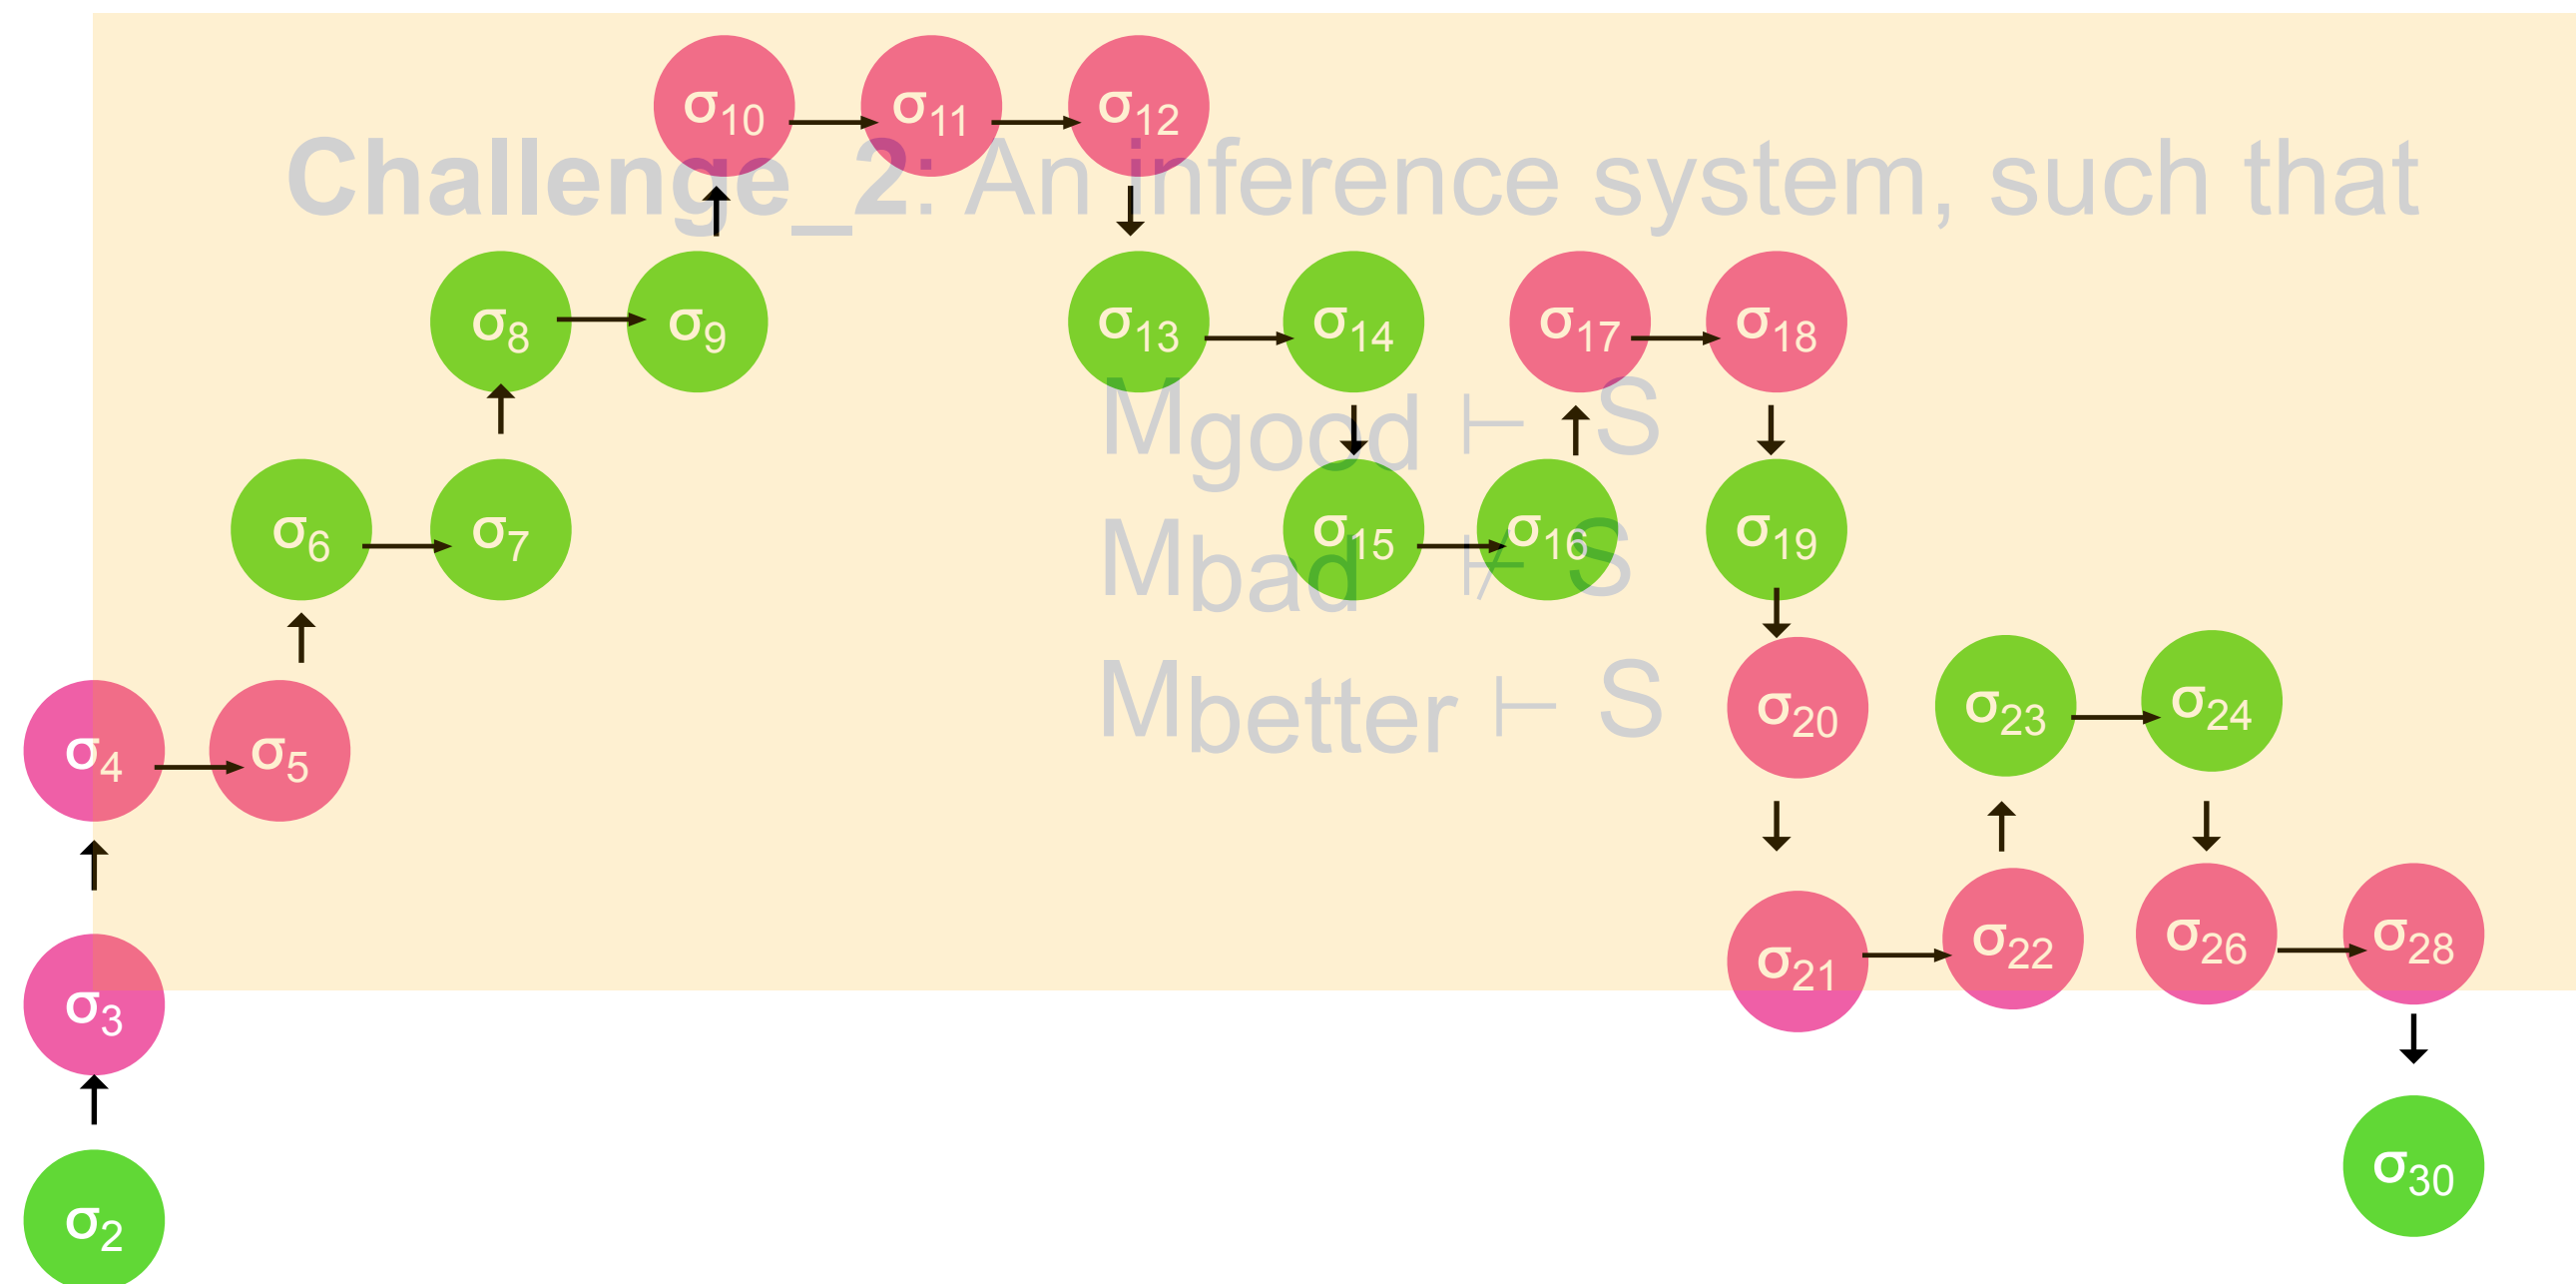 σ10 σ11 σ12
Challenge_2: An inference system, such that
σ8 σ9 σ13 σ14 σ17 σ18
Mgood ⊢ S
σ6 σ7 σ15 σ16 σ19
Mbad ⊬ S
Mbetter ⊢ S
σ20 σ23 σ24
σ4 σ5
σ21 σ22 σ26 σ28
σ3
σ30
σ2